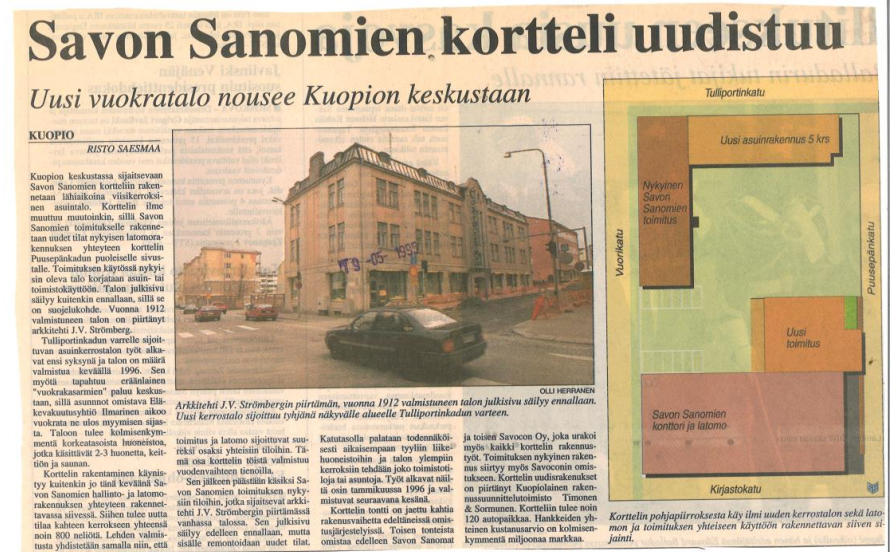 Savon Sanomien kortteli uudistuu
Uusi vuokratalo nousee Kuopion keskustaan
KUOPIO
RISTO SAESMAA
Kuopion keskustassa sijaitsevaan
Savon Sanomien kortteliin raken-
netaan lähiaikoina viisikerroksi-
nen asuintalo. Korttelin ilme
muuttuu muutoinkin, sillä Savon
Sanomien toimitukselle rakenne-
taan uudet tilat nykyisen latomora-
kennuksen yhteyteen korttelin
Puusepänkadun puoleiselle sivus-
talle. Toimituksen käytössä nykyi-
sin oleva talo korjataan asuin- tai
toimistokäyttöön. Talon julkisivu
säilyy kuitenkin ennallaan, sillä se
on suojelukohde. Vuonna 1912
valmistuneen talon on piirtänyt
arkkitehti J.V. Strömberg.
Tulliportinkadun varrelle sijoit-
tuvan asuinkerrostalon työt alka-
vat ensi syksynä ja talon on määrä
valmistua keväällä 1996. Sen
myötä tapahtuu eräänlainen
"vuokrakasarmien" paluu keskus-
taan, sillä asunnot omistava Elä-
kevakuutusyhtiö Ilmarinen aikoo
vuokrata ne ulos myymisen sijas-
ta. Taloon tulee kolmisenkym-
mentä korkeatasoista huoneistoa,
jotka käsittävät 2-3 huonetta, keit-
tiön ja saunan.
Korttelin rakentaminen käynis-
tyy kuitenkin jo tänä keväänä Sa-
von Sanomien hallinto- ja latomo-
rakennuksen yhteyteen rakennet-
tavassa siivessä. Siihen tulee uutta
tilaa kahteen kerrokseen yhteensä
noin 800 neliötä. Lehden valmis-
tusta yhdistetään samalla niin, että
19 -05- 1995
OLLI HERRANEN
Arkkitehti J.V. Strömbergin piirtämän, vuonna 1912 valmistuneen talon julkisivu säilyy ennallaan.
Uusi kerrostalo sijoittuu tyhjänä näkyvälle alueelle Tulliportinkadun varteen.
toimitus ja latomo sijoittuvat suu-
reksi osaksi yhteisiin tiloihin. Tä-
mä osa korttelin töistä valmistuu
vuodenvaihteen tienoilla.
Sen jälkeen päästään käsiksi Sa-
von Sanomien toimituksen nyky-
siin tiloihin, jotka sijaitsevat arkki-
tehti J.V. Strömbergin piirtämässä
vanhassa talossa. Sen julkisivu
säilyy edelleen ennallaan, mutta
sisälle remontoidaan uudet tilat.
Katutasolla palataan todennäköi-
sesti aikaisempaan tyyliin liike-
huoneistoihin ja talon ylempiin
kerroksiin tehdään joko toimistoti-
loja tai asuntoja. Työt alkavat näil-
tä osin tammikuussa 1996 ja val-
mistuvat seuraavana kesänä.
Korttelin tontti on jaettu kahtia
rakennusvaiheita edeltäneissä omis-
tusjärjestelyissä. Toisen tonteista
omistaa edelleen Savon Sanomat
ja toisen Savocon Oy, joka urakoi
myös kaikki korttelin rakennus-
työt. Toimituksen nykyinen raken-
nus siirtyy myös Savoconin omis-
tukseen. Korttelin uudisrakennukset
on piirtänyt Kuopiolainen raken-
nussuunnittelutoimisto Timonen
& Sormunen. Kortteliin tulee noin
120 autopaikkaa. Hankkeiden yh-
teinen kustannusarvio on kolmisen-
kymmentä miljoonaa markkaa.
Tulliportinkatu
Uusi asuinrakennus 5 krs
Nykyinen
Savon
Sanomien
toimitus
Vuorikatu
Puusepänkatu
Uusi
toimitus
Savon Sanomien
konttori ja latomo
Kirjastokatu
Korttelin pohjapiirroksesta käy ilmi uuden kerrostalon sekä lato-
mon ja toimituksen yhteiseen käyttöön rakennettavan siiven si-
jainti.